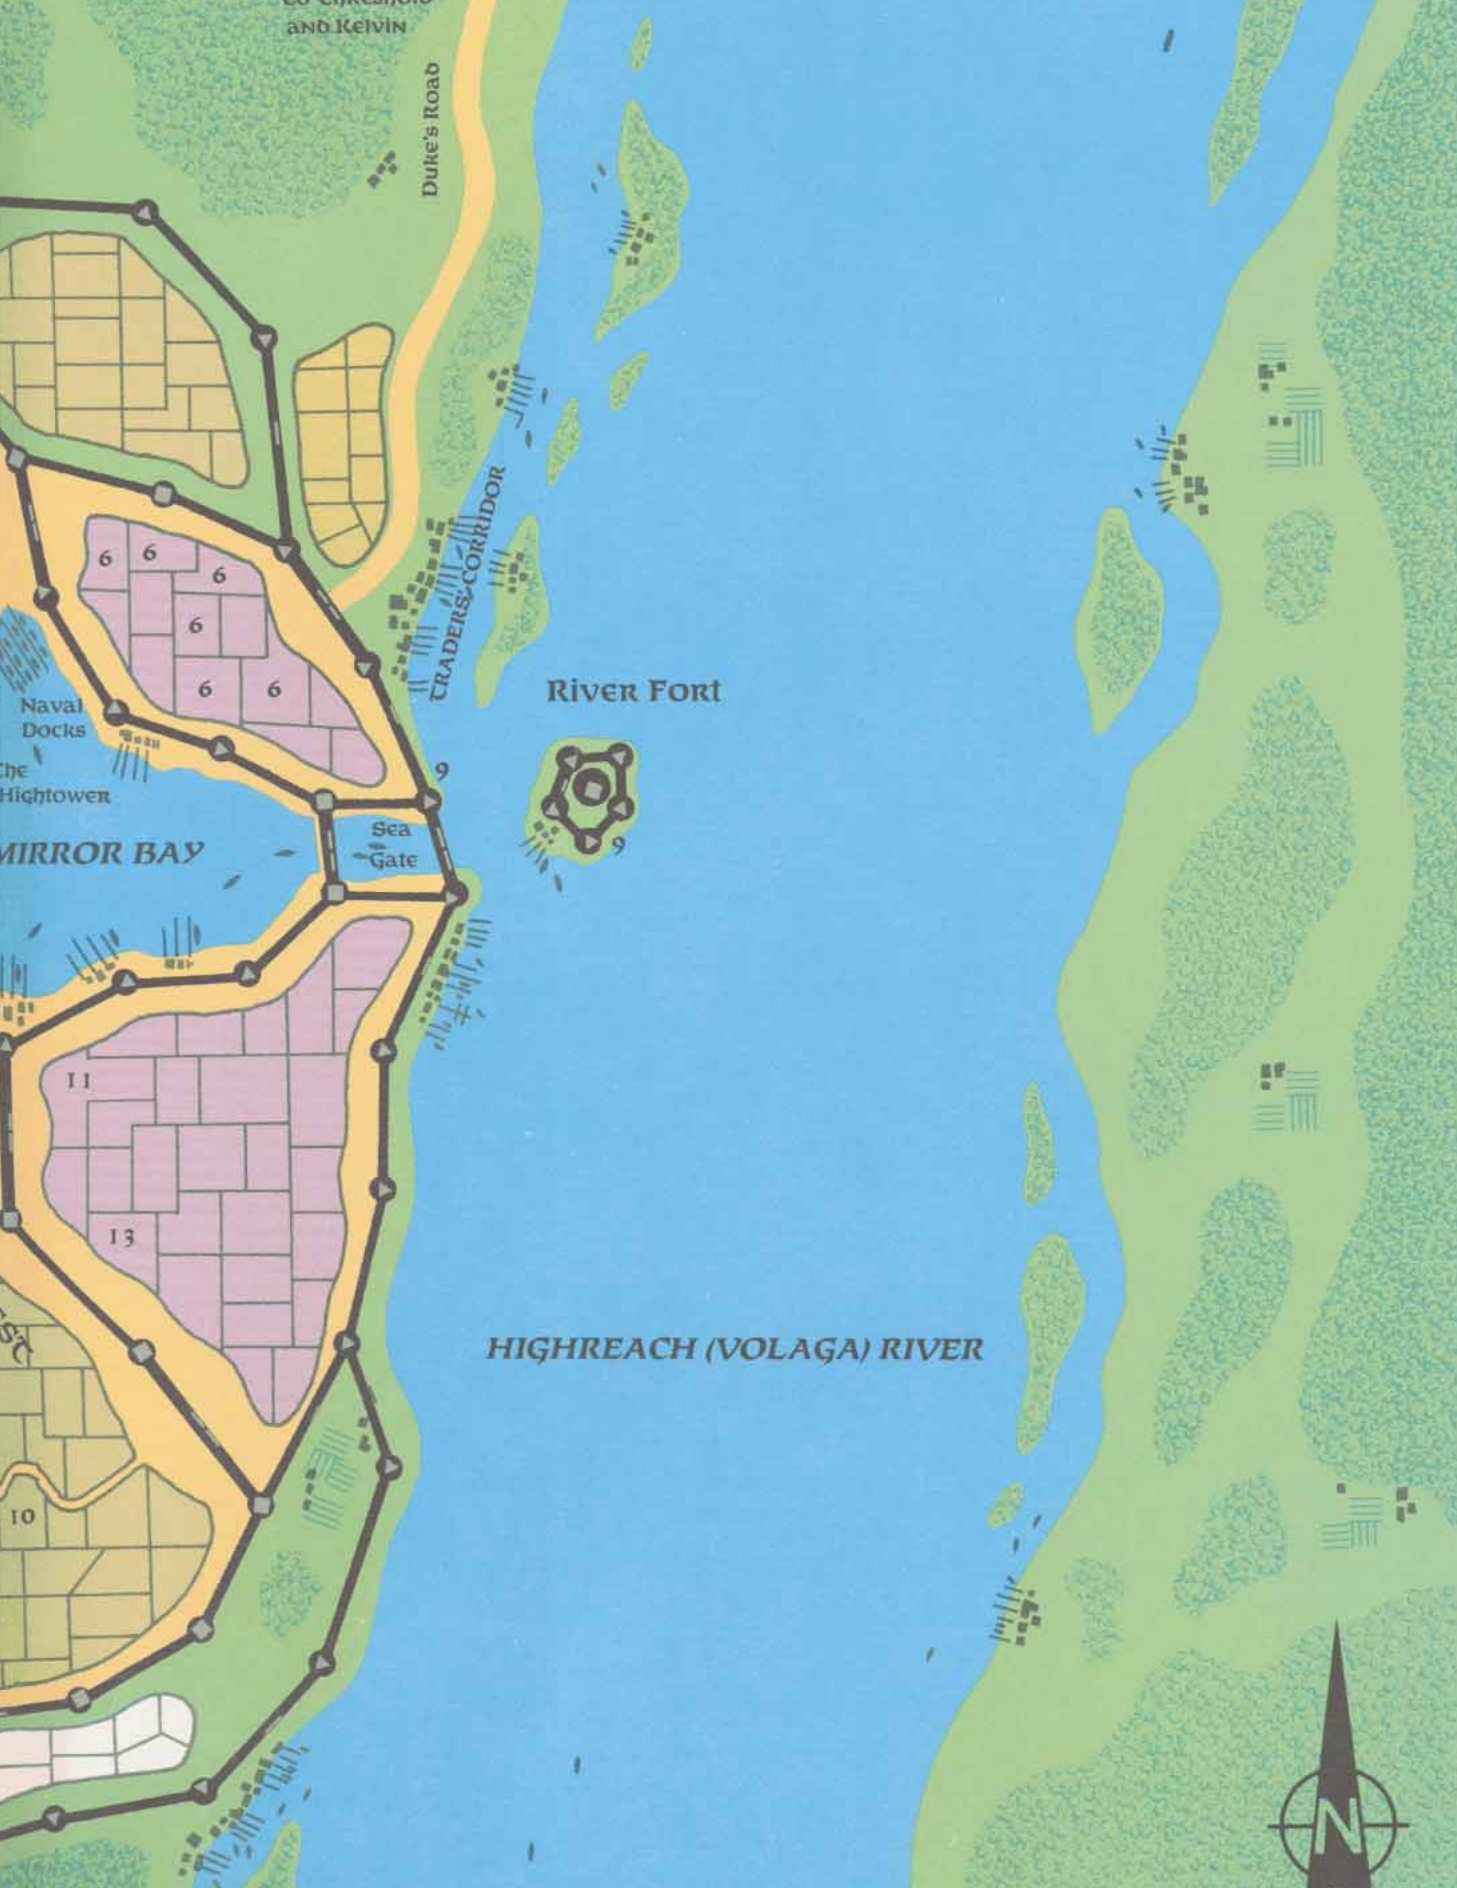 and Kelvin
Duke's Road
6
6
6
6
6
6
TRADERS' CORRIDOR
River Fort
Naval
Docks
9
Hightower
Sea
Gate
MIRROR BAY
9
11
13
HIGHREACH (VOLAGA) RIVER
10
N